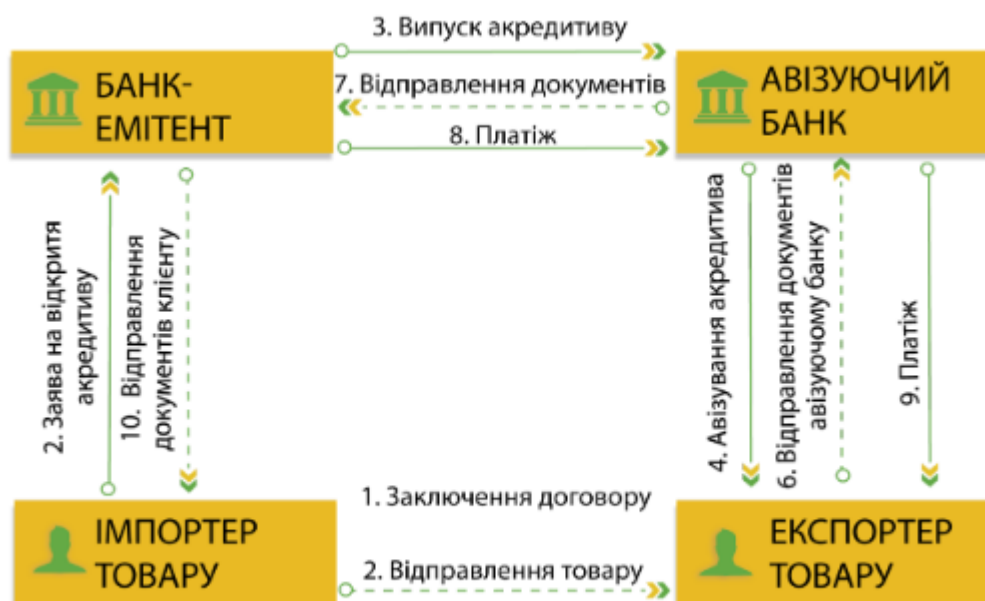 3. Випуск акредитиву
БАНК-
ЕМІТЕНТ
7. Відправлення документів
8. Платіж
АВІЗУЮЧИЙ
БАНК
2. Заява на відкритя
акредитиву
10. Відправлення
документів клієнту
4. Авізування акредитива
6. Відправлення документів
авізуючому банку
9. Платіж
1. Заключення договору
ІМПОРТЕР
ТОВАРУ
2. Відправлення товару
ЕКСПОРТЕР
ТОВАРУ